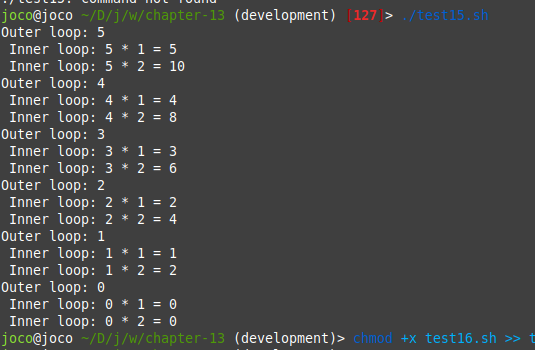 joco@joco ~/D/j/w/chapter-13 (development) |127|> ./test15.sh
Outer loop: 5
 Inner loop: 5 * 1 = 5
 Inner loop: 5 * 2 = 10
Outer loop: 4
 Inner loop: 4 * 1 = 4
 Inner loop: 4 * 2 = 8
Outer loop: 3
 Inner loop: 3 * 1 = 3
 Inner loop: 3 * 2 = 6
Outer loop: 2
 Inner loop: 2 * 1 = 2
 Inner loop: 2 * 2 = 4
Outer loop: 1
 Inner loop: 1 * 1 = 1
 Inner loop: 1 * 2 = 2
Outer loop: 0
 Inner loop: 0 * 1 = 0
 Inner loop: 0 * 2 = 0
joco@joco ~/D/j/w/chapter-13 (development)> chmod +x test16.sh >> t